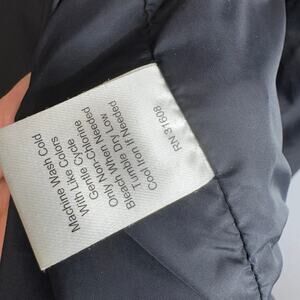 Machine Wash Cold
With Like Colors
Gentle Cycle
Only Non-Chlorine
Bleach When Needed
Tumble Dry Low
Cool Iron If Needed
RN 31608